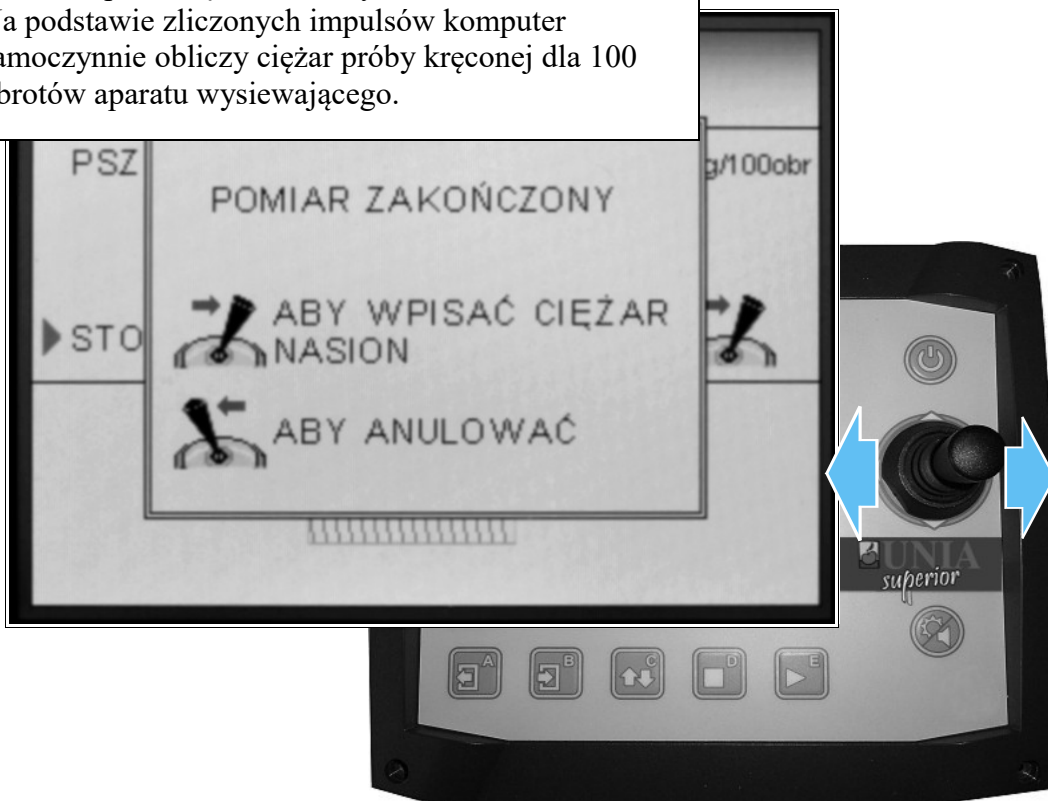 a podstawie zliczonych impulsów komputer
amoczynnie obliczy ciężar próby kręconej dla 100
brotów aparatu wysiewającego.
PSZ
g/100obr
POMIAR ZAKOŃCZONY
ABY WPISAĆ CIĘŻAR
NASION
STO
ABY ANULOWAĆ
UNIA
superior
A B C D E